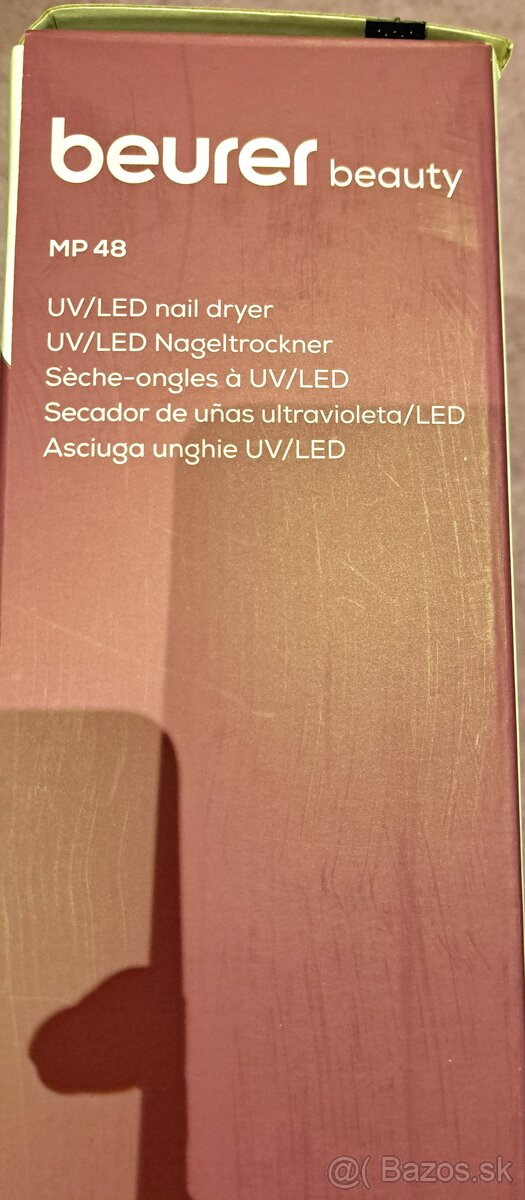 beurer beauty
MP 48
UV/LED nail dryer
UV/LED Nageltrockner
Sèche-ongles à UV/LED
Secador de uñas ultravioleta/LED
Asciuga unghie UV/LED
@( Bazos.sk